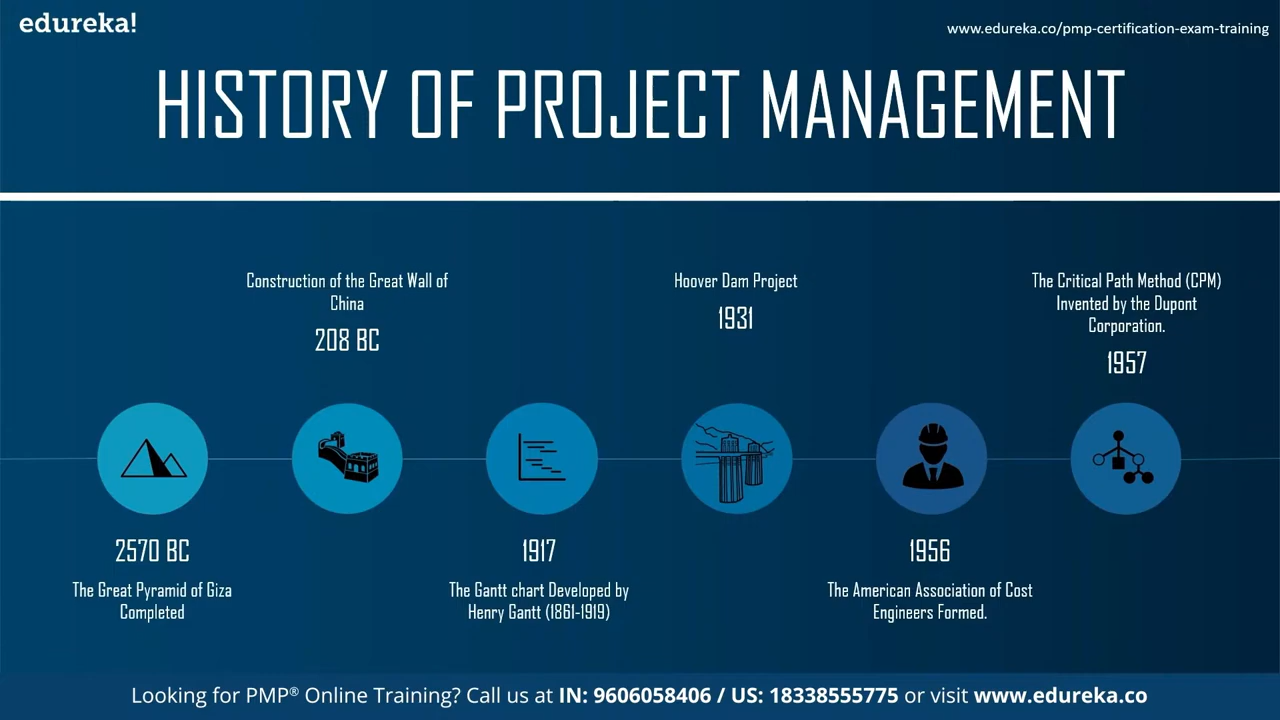 edureka!
www.edureka.co/pmp-certification-exam-training
HISTORY OF PROJECT MANAGEMENT
2570 BC
The Great Pyramid of Giza
Completed
Construction of the Great Wall of
China
208 BC
1917
The Gantt chart Developed by
Henry Gantt (1861-1919)
Hoover Dam Project
1931
1956
The American Association of Cost
Engineers Formed.
The Critical Path Method (CPM)
Invented by the Dupont
Corporation.
1957
Looking for PMP® Online Training? Call us at IN: 9606058406 / US: 18338555775 or visit www.edureka.co